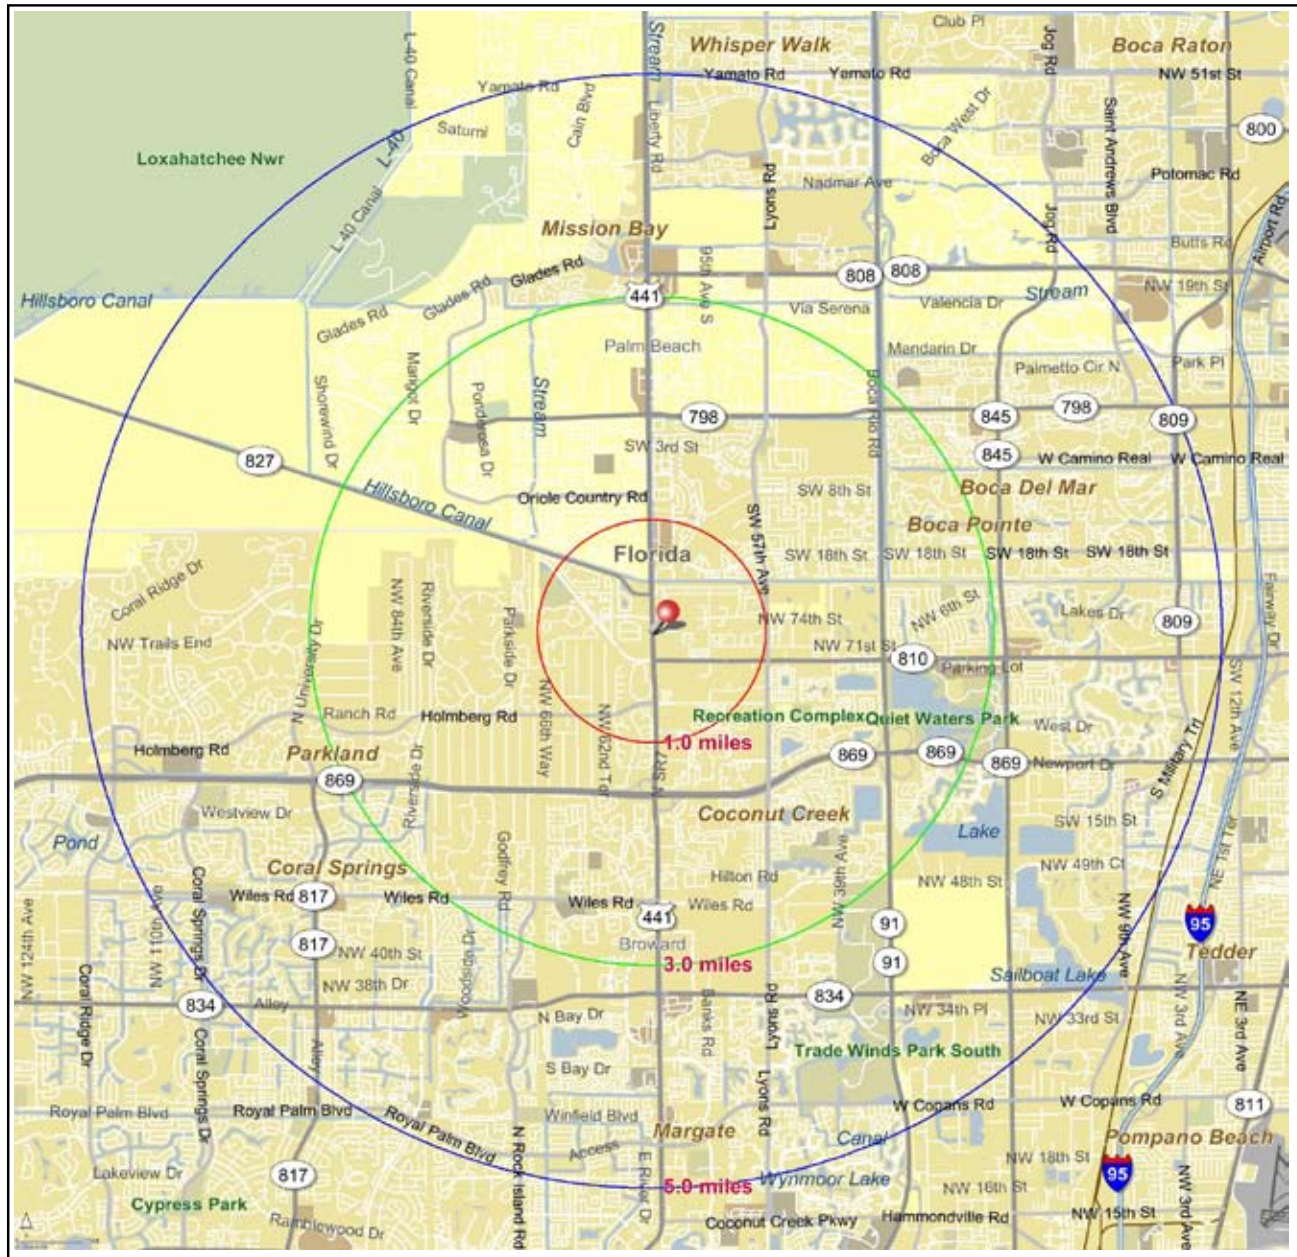 Club Pl
Stream
Whisper Walk
Jog Rd
Boca Raton
L-40 Canal
Yamato Rd
Yamato Rd
Yamato Rd
NW 51st St
Cain Blvd
Liberty Rd
Boca West Dr
Saint Andrews Blvd
Saturni
800
L-40
Loxahatchee Nwr
Lyons Rd
Nadmar Ave
Potomac Rd
L-40 Canal
Mission Bay
Jog Rd
Airport Rd
Butts Rd
95th Ave S
Glades Rd
808
808
Hillsboro Canal
Glades Rd
441
Stream
NW 19th St
Valencia Dr
Via Serena
Glades Rd
Palm Beach
Mandarin Dr
Palmetto Cir N
Park Pl
Marigot Dr
Stream
Boca Rio Rd
Shorewind Dr
Ponderosa Dr
798
845
798
809
SW 3rd St
827
845
W Camino Real
W Camino Real
Hillsboro Canal
Oriole Country Rd
SW 8th St
Boca Del Mar
SW 57th Ave
Boca Pointe
Florida
SW 18th St
SW 18th St
SW 18th St
SW 18th St
Coral Ridge Dr
NW 84th Ave
Riverside Dr
Parkside Dr
NW 74th St
NW 6th St
Lakes Dr
809
Fairway Dr
NW Trails End
N University Dr
NW 71st St
810
Parking Lot
SW 12th Ave
Ranch Rd
Holmberg Rd
NW 66th Way
NW 62nd Ter
Recreation Complex
Quiet Waters Park
West Dr
Holmberg Rd
Parkland
1.0 miles
869
869
869
Newport Dr
S Military Trl
869
Riverside Dr
N SR 7
Westview Dr
Coconut Creek
Pond
Lake
SW 15th St
NE 1st Ter
Coral Springs
Godfrey Rd
Hilton Rd
NW 39th Ave
NW 48th St
NW 49th Ct
Wiles Rd
817
Wiles Rd
Wiles Rd
Wiles Rd
441
91
95
NW 124th Ave
NW 110th Ave
Coral Springs Dr
817
NW 40th St
Woodside Dr
Broward
91
NW 9th Ave
Tedder
3.0 miles
Sailboat Lake
Coral Ridge Dr
NW 38th Dr
834
Alley
N Bay Dr
Banks Rd
Lyons Rd
834
NW 34th Pl
NW 33rd St
NW 3rd Ave
NE 3rd Ave
Coral Springs Dr
Alley
S Bay Dr
Trade Winds Park South
Royal Palm Blvd
Royal Palm Blvd
Royal Palm Blvd
Winfield Blvd
Lyons Rd
W Copans Rd
W Copans Rd
811
Access
Margate
Canal
Pompano Beach
Lakeview Dr
817
N Rock Island Rd
E River Dr
5.0 miles
Wynmoor Lake
NW 18th St
95
NW 16th St
NW 3rd Ave
Cypress Park
Ramblewood Dr
Coconut Creek Pkwy
Hammondville Rd
NW 15th St